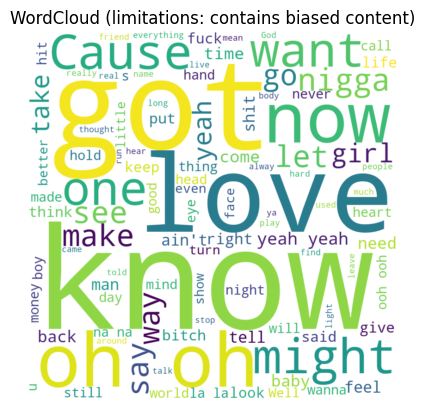 WordCloud (limitations: contains biased content)
friend everything God
hit Cause fuck mean want call
really s time live go life
real name hand nigga
take got shit never now
better long body
thought put yeah
hold little run hear come let girl
one keep thing alway hard people
made good head even love much
think see eye face used heart
make ain't right ya play yeah yeah need
came turn find
money boy told know show night leave ooh ooh
man mind stop light
day
back na na around bitch tell will said give
oh oh say way might
talk baby
u still world la la look Well wanna feel